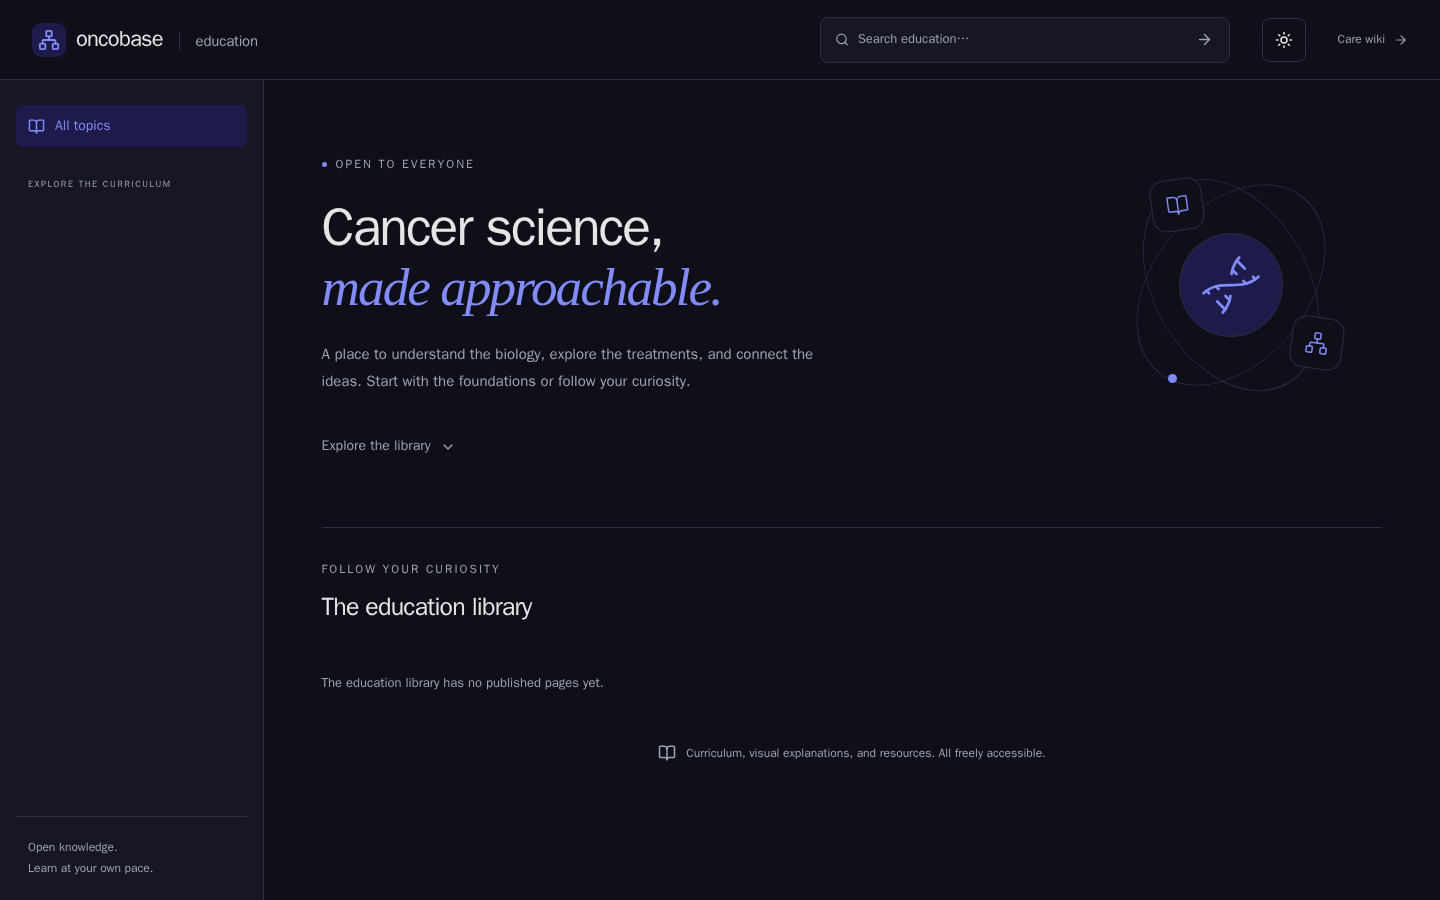 oncobase
education
Search education···
Care wiki
All topics
EXPLORE THE CURRICULUM
OPEN TO EVERYONE
Cancer science,
made approachable.
A place to understand the biology, explore the treatments, and connect the
ideas. Start with the foundations or follow your curiosity.
Explore the library
FOLLOW YOUR CURIOSITY
The education library
The education library has no published pages yet.
Curriculum, visual explanations, and resources. All freely accessible.
Open knowledge.
Learn at your own pace.